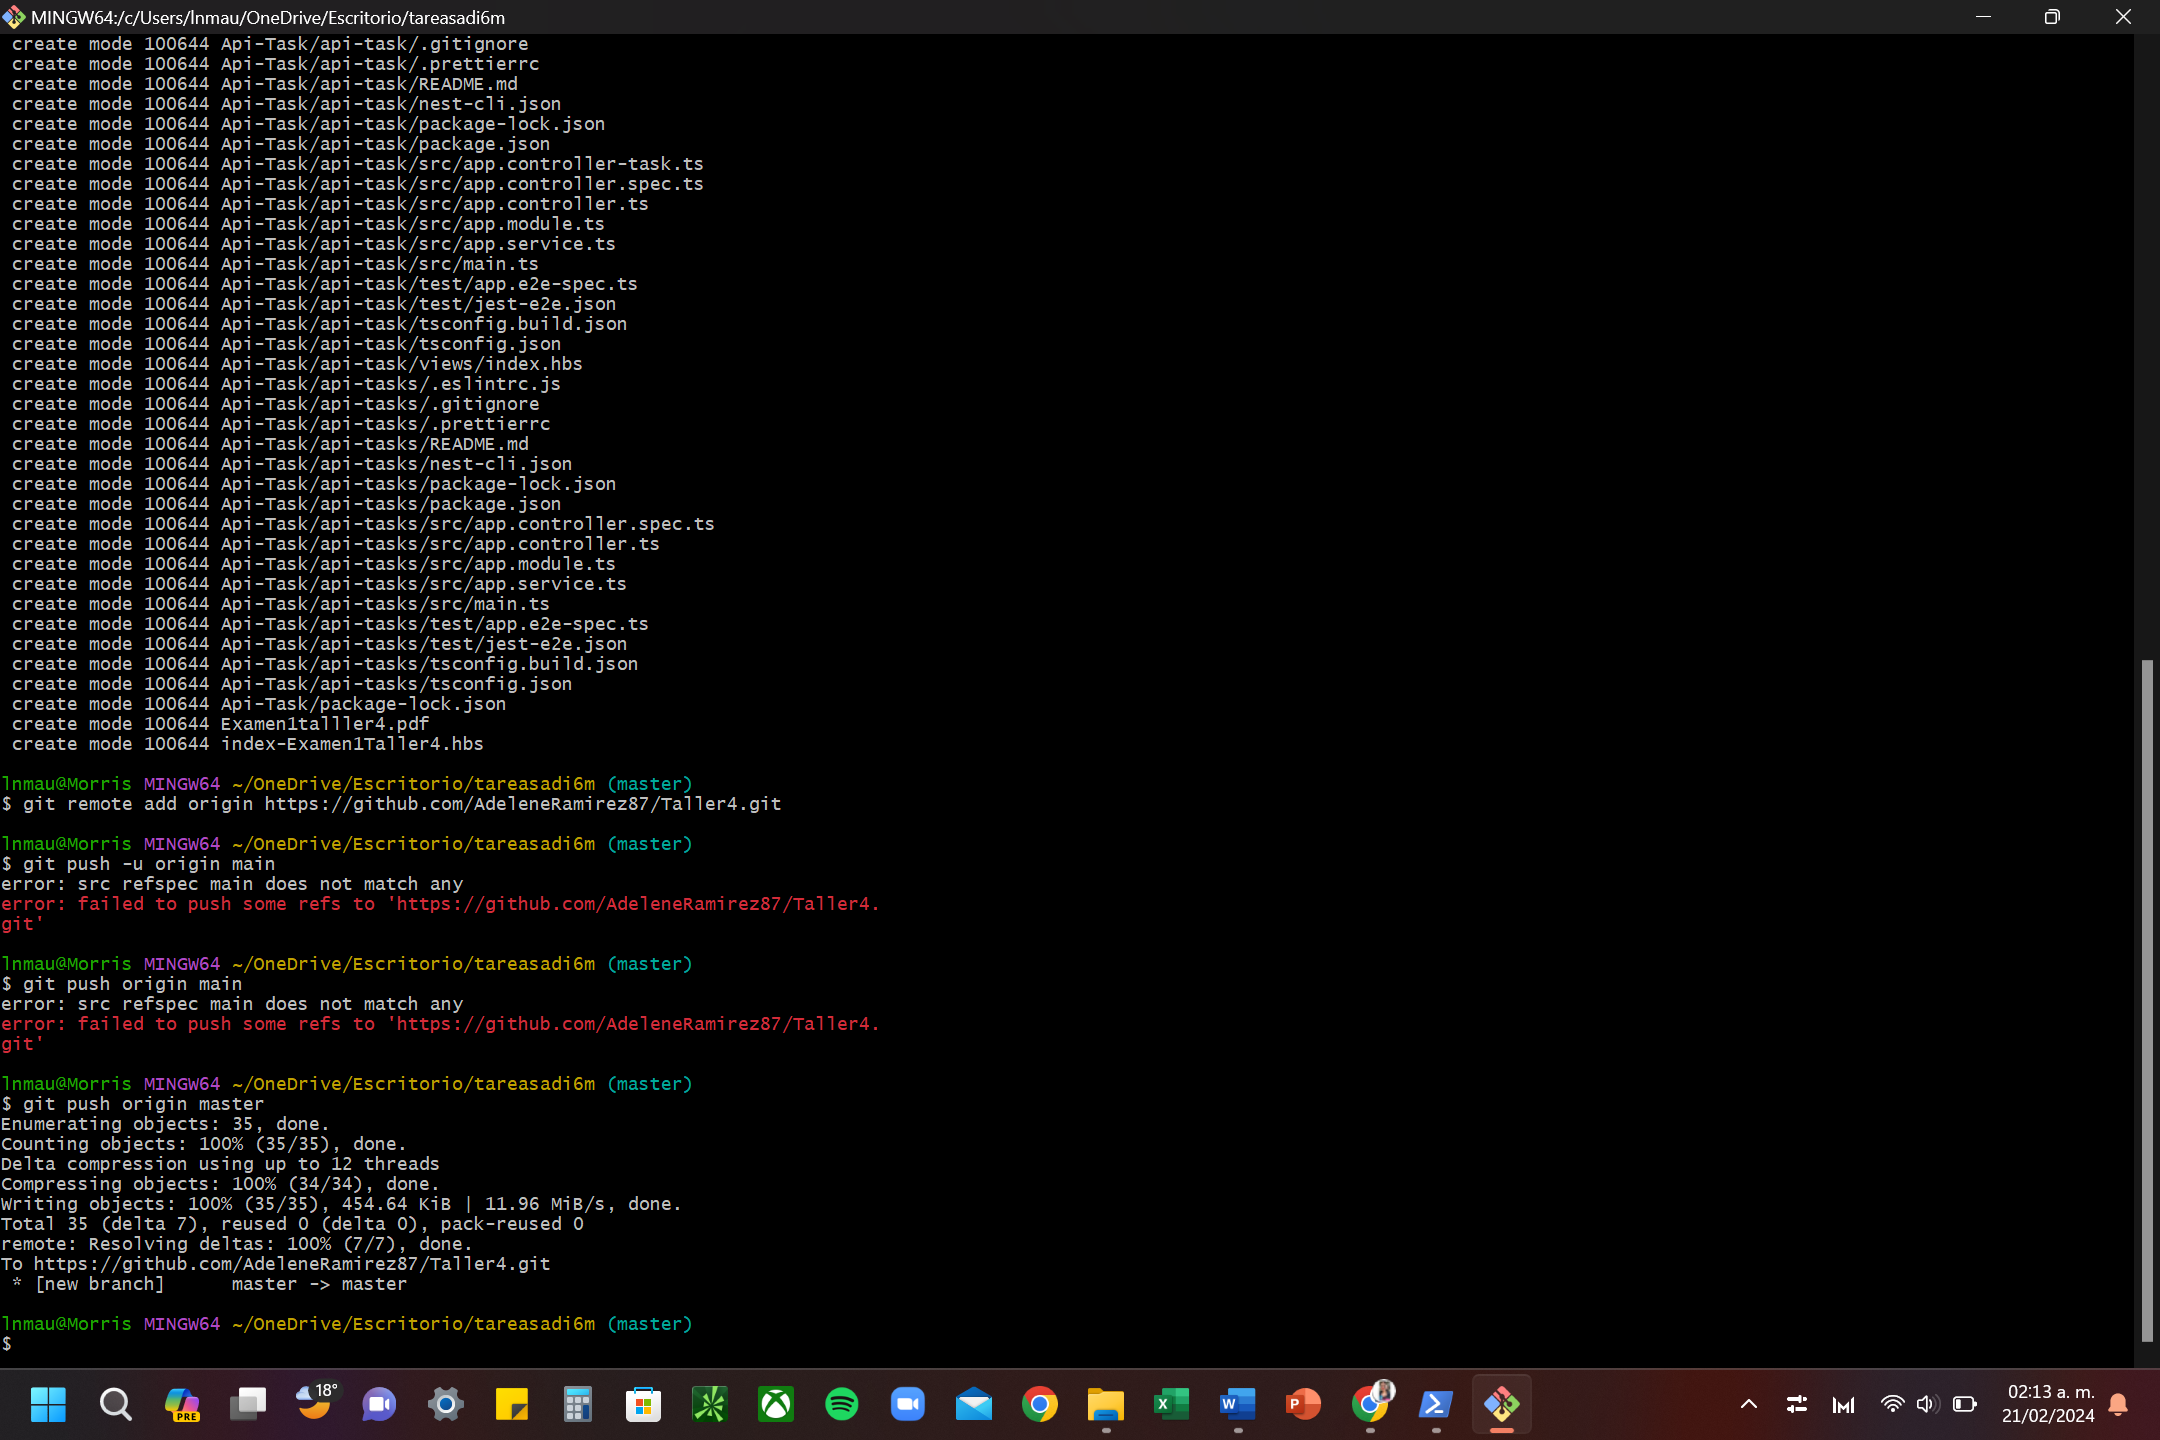 MINGW64:/c/Users/lnmau/OneDrive/Escritorio/tareasadi6m
create mode 100644 Api-Task/api-task/.gitignore
create mode 100644 Api-Task/api-task/.prettierrc
create mode 100644 Api-Task/api-task/README.md
create mode 100644 Api-Task/api-task/nest-cli.json
create mode 100644 Api-Task/api-task/package-lock.json
create mode 100644 Api-Task/api-task/package.json
create mode 100644 Api-Task/api-task/src/app.controller-task.ts
create mode 100644 Api-Task/api-task/src/app.controller.spec.ts
create mode 100644 Api-Task/api-task/src/app.controller.ts
create mode 100644 Api-Task/api-task/src/app.module.ts
create mode 100644 Api-Task/api-task/src/app.service.ts
create mode 100644 Api-Task/api-task/src/main.ts
create mode 100644 Api-Task/api-task/test/app.e2e-spec.ts
create mode 100644 Api-Task/api-task/test/jest-e2e.json
create mode 100644 Api-Task/api-task/tsconfig.build.json
create mode 100644 Api-Task/api-task/tsconfig.json
create mode 100644 Api-Task/api-task/views/index.hbs
create mode 100644 Api-Task/api-tasks/.eslintrc.js
create mode 100644 Api-Task/api-tasks/.gitignore
create mode 100644 Api-Task/api-tasks/.prettierrc
create mode 100644 Api-Task/api-tasks/README.md
create mode 100644 Api-Task/api-tasks/nest-cli.json
create mode 100644 Api-Task/api-tasks/package-lock.json
create mode 100644 Api-Task/api-tasks/package.json
create mode 100644 Api-Task/api-tasks/src/app.controller.spec.ts
create mode 100644 Api-Task/api-tasks/src/app.controller.ts
create mode 100644 Api-Task/api-tasks/src/app.module.ts
create mode 100644 Api-Task/api-tasks/src/app.service.ts
create mode 100644 Api-Task/api-tasks/src/main.ts
create mode 100644 Api-Task/api-tasks/test/app.e2e-spec.ts
create mode 100644 Api-Task/api-tasks/test/jest-e2e.json
create mode 100644 Api-Task/api-tasks/tsconfig.build.json
create mode 100644 Api-Task/api-tasks/tsconfig.json
create mode 100644 Api-Task/package-lock.json
create mode 100644 Examen1talller4.pdf
create mode 100644 index-Examen1Taller4.hbs
lnmau@Morris MINGW64 ~/OneDrive/Escritorio/tareasadi6m (master)
$ git remote add origin https://github.com/AdeleneRamirez87/Taller4.git
lnmau@Morris MINGW64 ~/OneDrive/Escritorio/tareasadi6m (master)
$ git push -u origin main
error: src refspec main does not match any
error: failed to push some refs to 'https://github.com/AdeleneRamirez87/Taller4.
git'
lnmau@Morris MINGW64 ~/OneDrive/Escritorio/tareasadi6m (master)
$ git push origin main
error: src refspec main does not match any
error: failed to push some refs to 'https://github.com/AdeleneRamirez87/Taller4.
git'
lnmau@Morris MINGW64 ~/OneDrive/Escritorio/tareasadi6m (master)
$ git push origin master
Enumerating objects: 35, done.
Counting objects: 100% (35/35), done.
Delta compression using up to 12 threads
Compressing objects: 100% (34/34), done.
Writing objects: 100% (35/35), 454.64 KiB | 11.96 MiB/s, done.
Total 35 (delta 7), reused 0 (delta 0), pack-reused 0
remote: Resolving deltas: 100% (7/7), done.
To https://github.com/AdeleneRamirez87/Taller4.git
* [new branch]      master -> master
lnmau@Morris MINGW64 ~/OneDrive/Escritorio/tareasadi6m (master)
$
PRE
18°
X
W
P
02:13 a. m.
21/02/2024